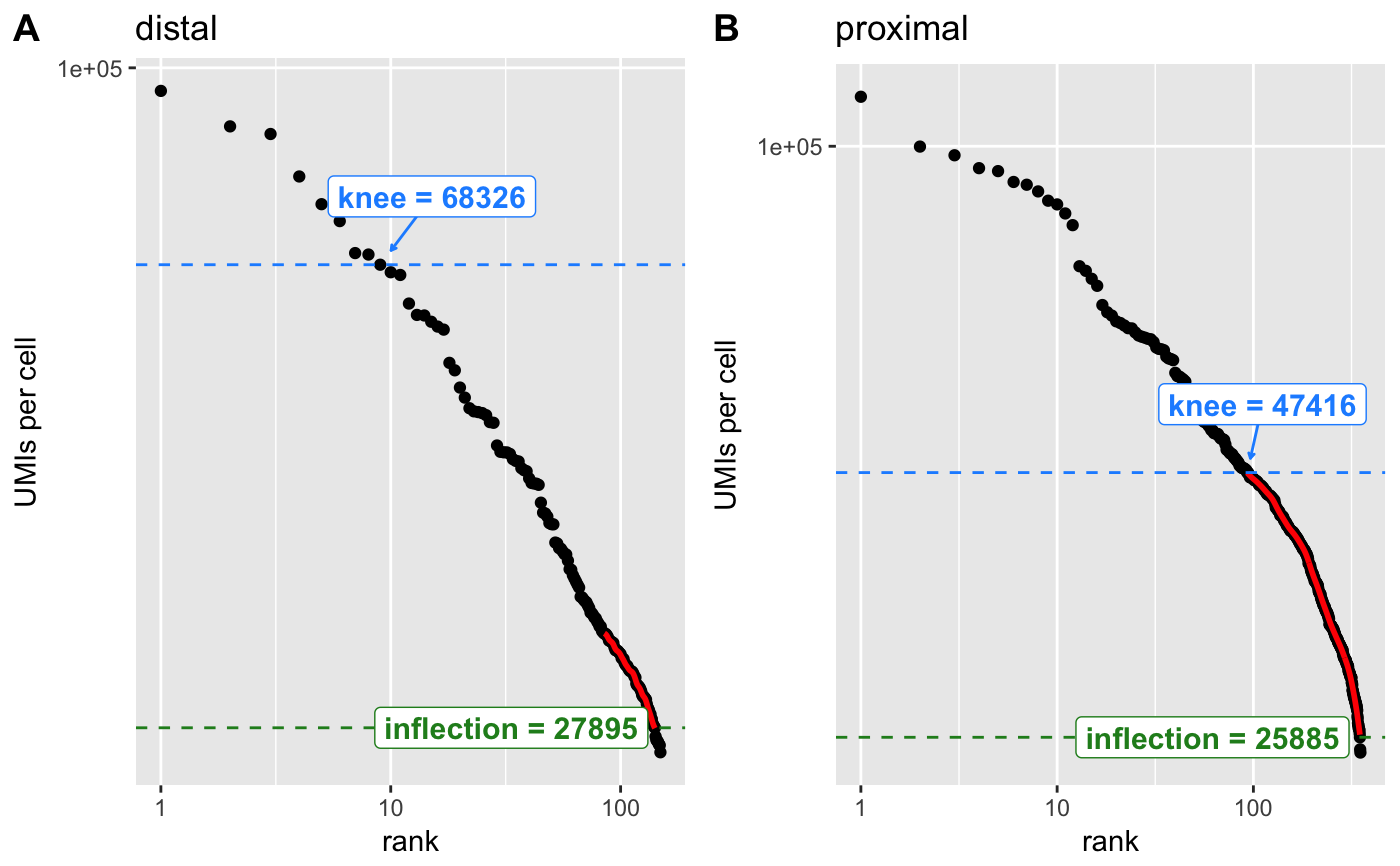 A
distal
1e+05
knee = 68326
UMIs per cell
inflection = 27895
1
10
100
rank
B
proximal
1e+05
knee = 47416
UMIs per cell
inflection = 25885
1
10
100
rank